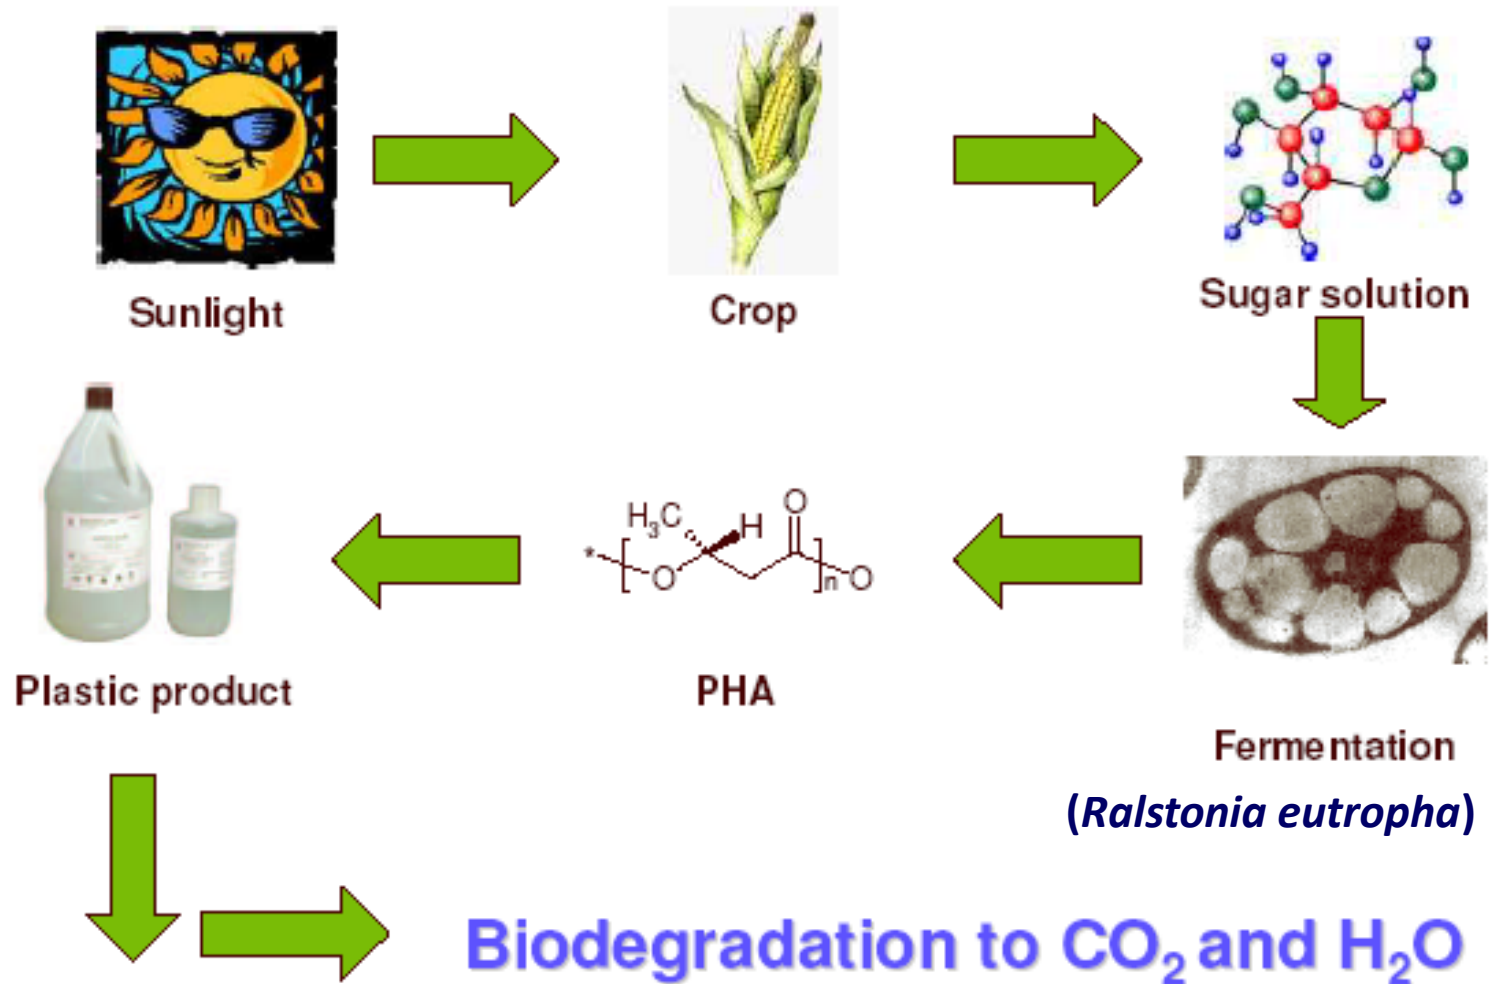 Sunlight
Crop
Sugar solution
Plastic product
H₃C
H
O
*
[
O
]n
O
PHA
Fermentation
(Ralstonia eutropha)
Biodegradation to CO₂ and H₂O